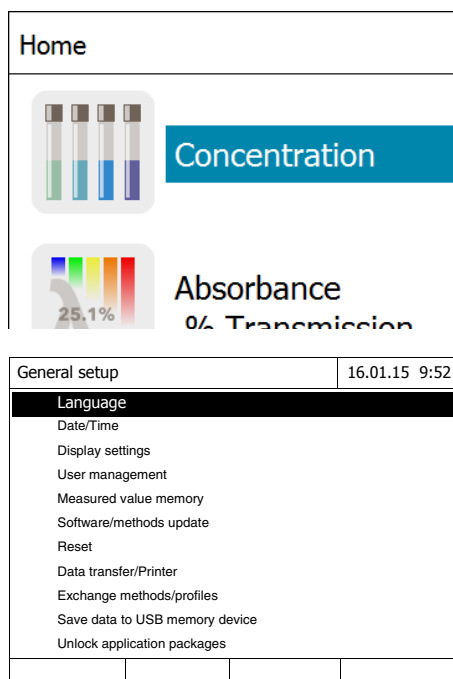 Home
Concentration
25.1%
Absorbance
% Transmission
General setup
16.01.15 9:52
Language
Date/Time
Display settings
User management
Measured value memory
Software/methods update
Reset
Data transfer/Printer
Exchange methods/profiles
Save data to USB memory device
Unlock application packages